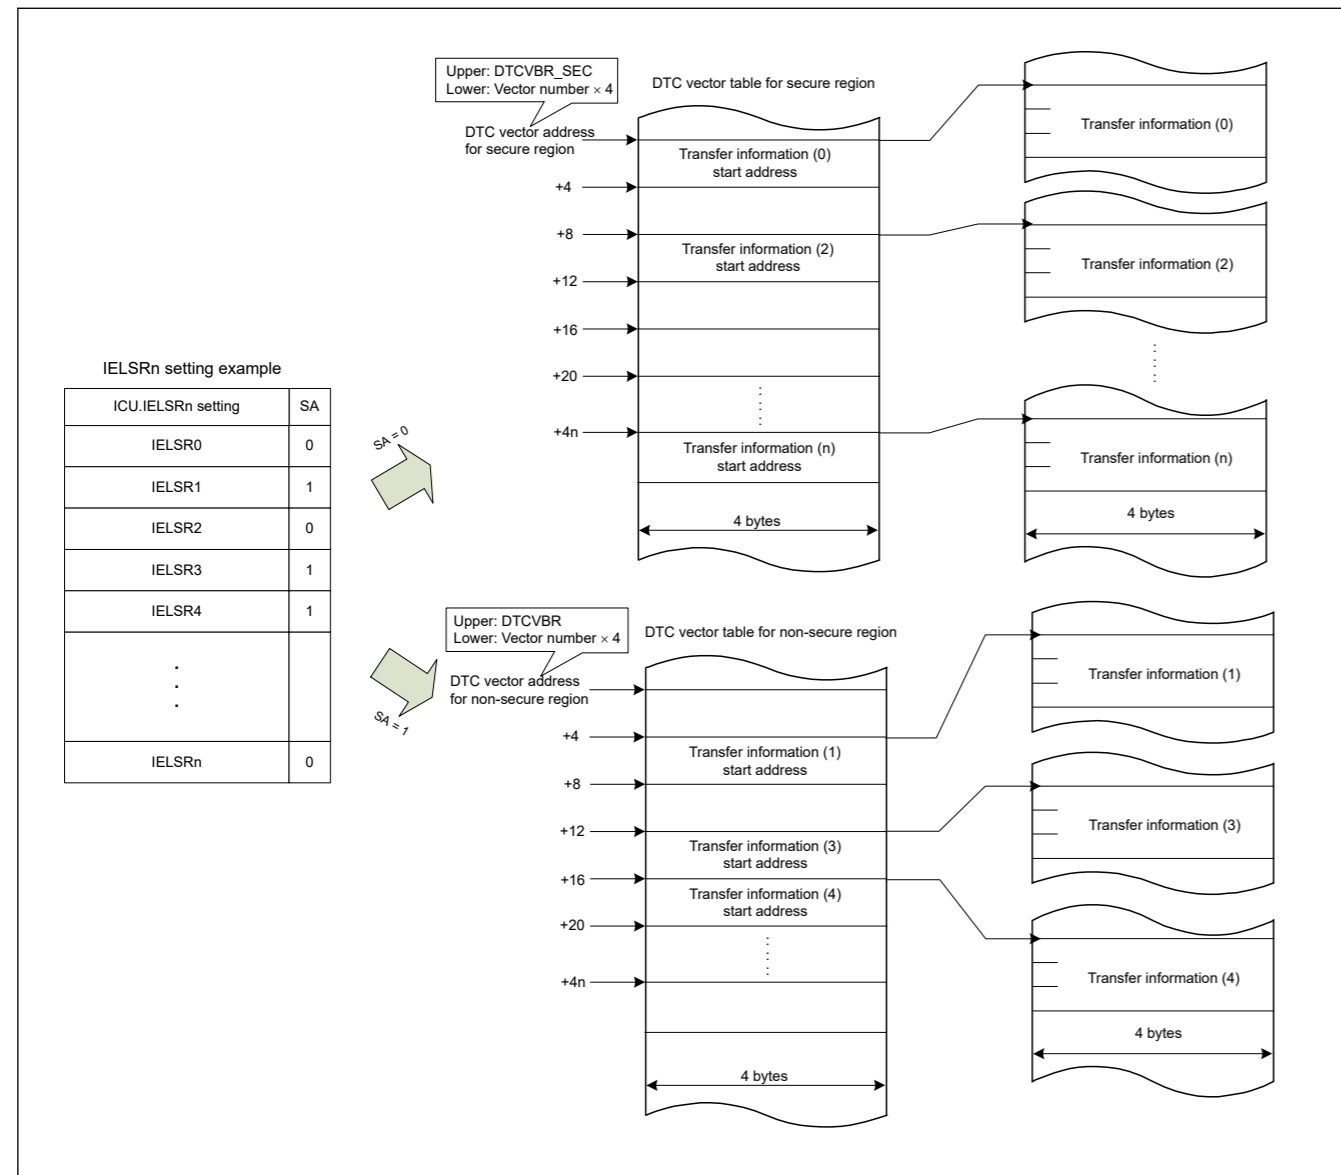 Upper: DTCVBR_SEC
Lower: Vector number × 4
DTC vector table for secure region
DTC vector address
for secure region
Transfer information (0)
start address
Transfer information (0)
+4
+8
Transfer information (2)
start address
Transfer information (2)
+12
+16
+20
+4n
Transfer information (n)
start address
Transfer information (n)
4 bytes
4 bytes
IELSRn setting example
ICU.IELSRn setting SA
IELSR0 0
IELSR1 1
IELSR2 0
IELSR3 1
IELSR4 1
.
.
.
IELSRn 0
SA = 0
SA = 1
Upper: DTCVBR
Lower: Vector number × 4
DTC vector table for non-secure region
DTC vector address
for non-secure region
+4
Transfer information (1)
start address
Transfer information (1)
+8
+12
Transfer information (3)
start address
Transfer information (3)
+16
Transfer information (4)
start address
Transfer information (4)
+20
+4n
4 bytes
4 bytes